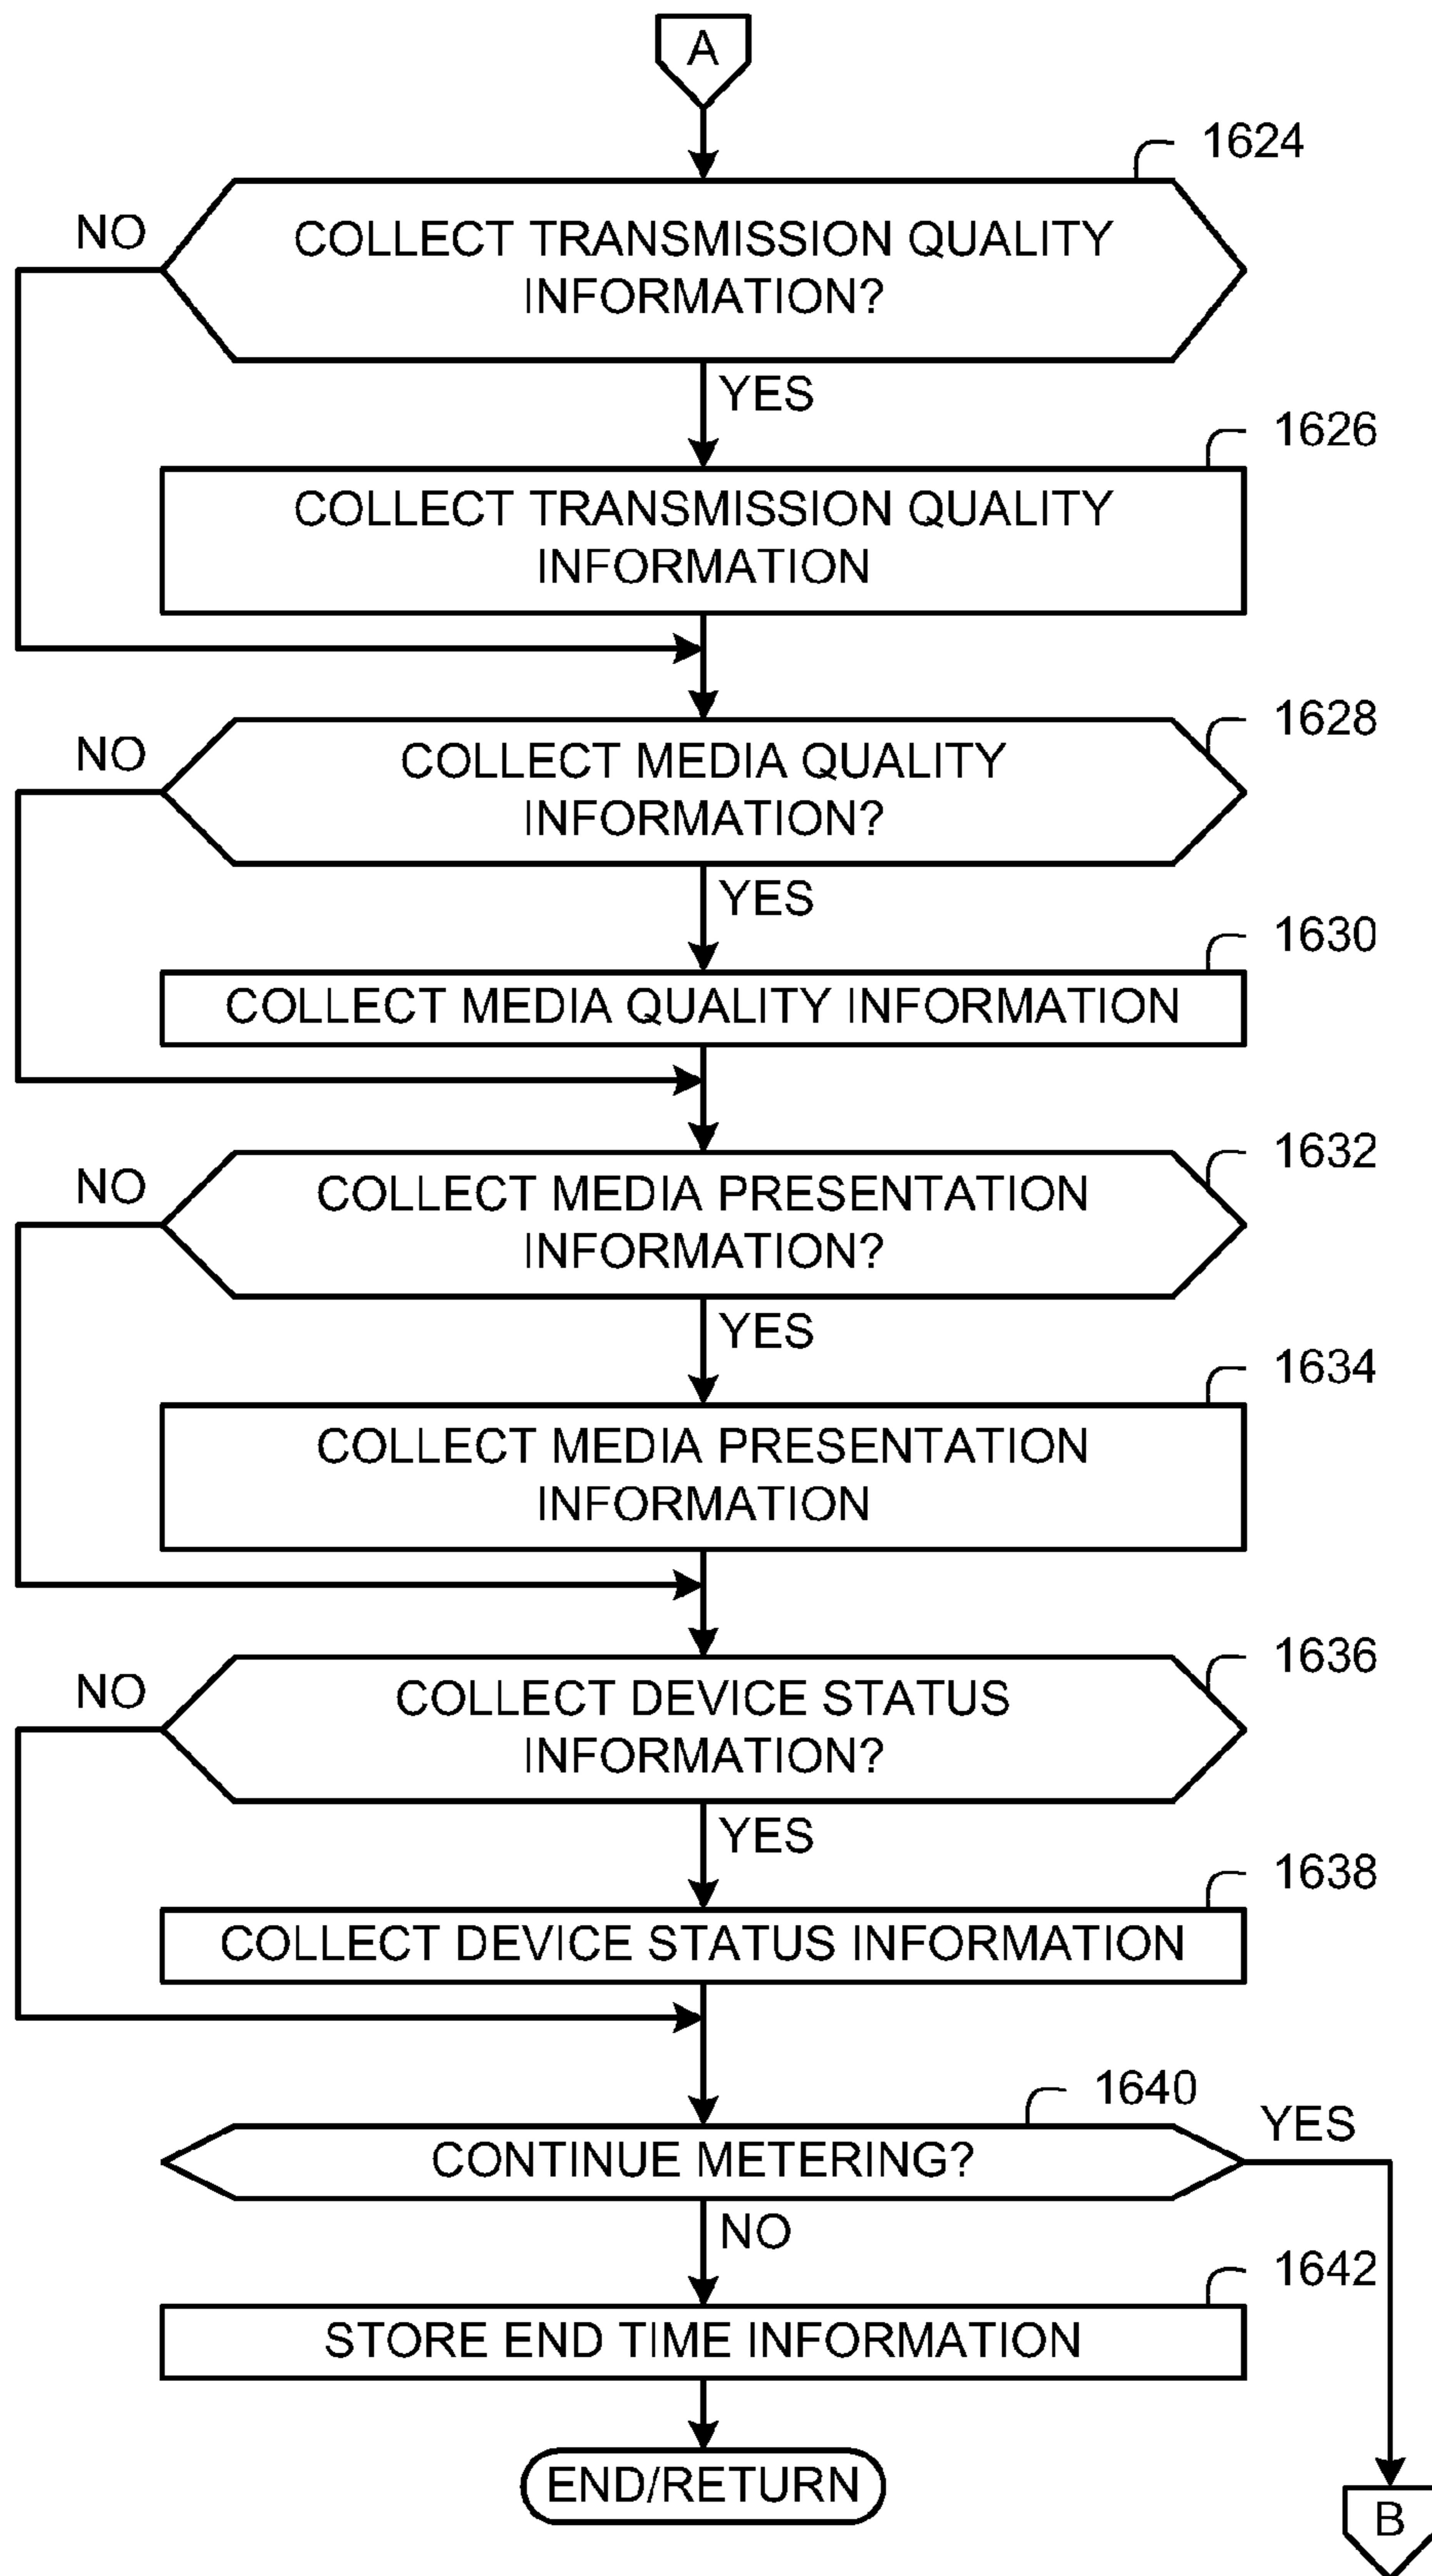 A
1624
NO
COLLECT TRANSMISSION QUALITY
INFORMATION?
YES
1626
COLLECT TRANSMISSION QUALITY
INFORMATION
1628
NO
COLLECT MEDIA QUALITY
INFORMATION?
YES
1630
COLLECT MEDIA QUALITY INFORMATION
1632
NO
COLLECT MEDIA PRESENTATION
INFORMATION?
YES
1634
COLLECT MEDIA PRESENTATION
INFORMATION
1636
NO
COLLECT DEVICE STATUS
INFORMATION?
YES
1638
COLLECT DEVICE STATUS INFORMATION
1640
YES
CONTINUE METERING?
NO
1642
STORE END TIME INFORMATION
END/RETURN
B